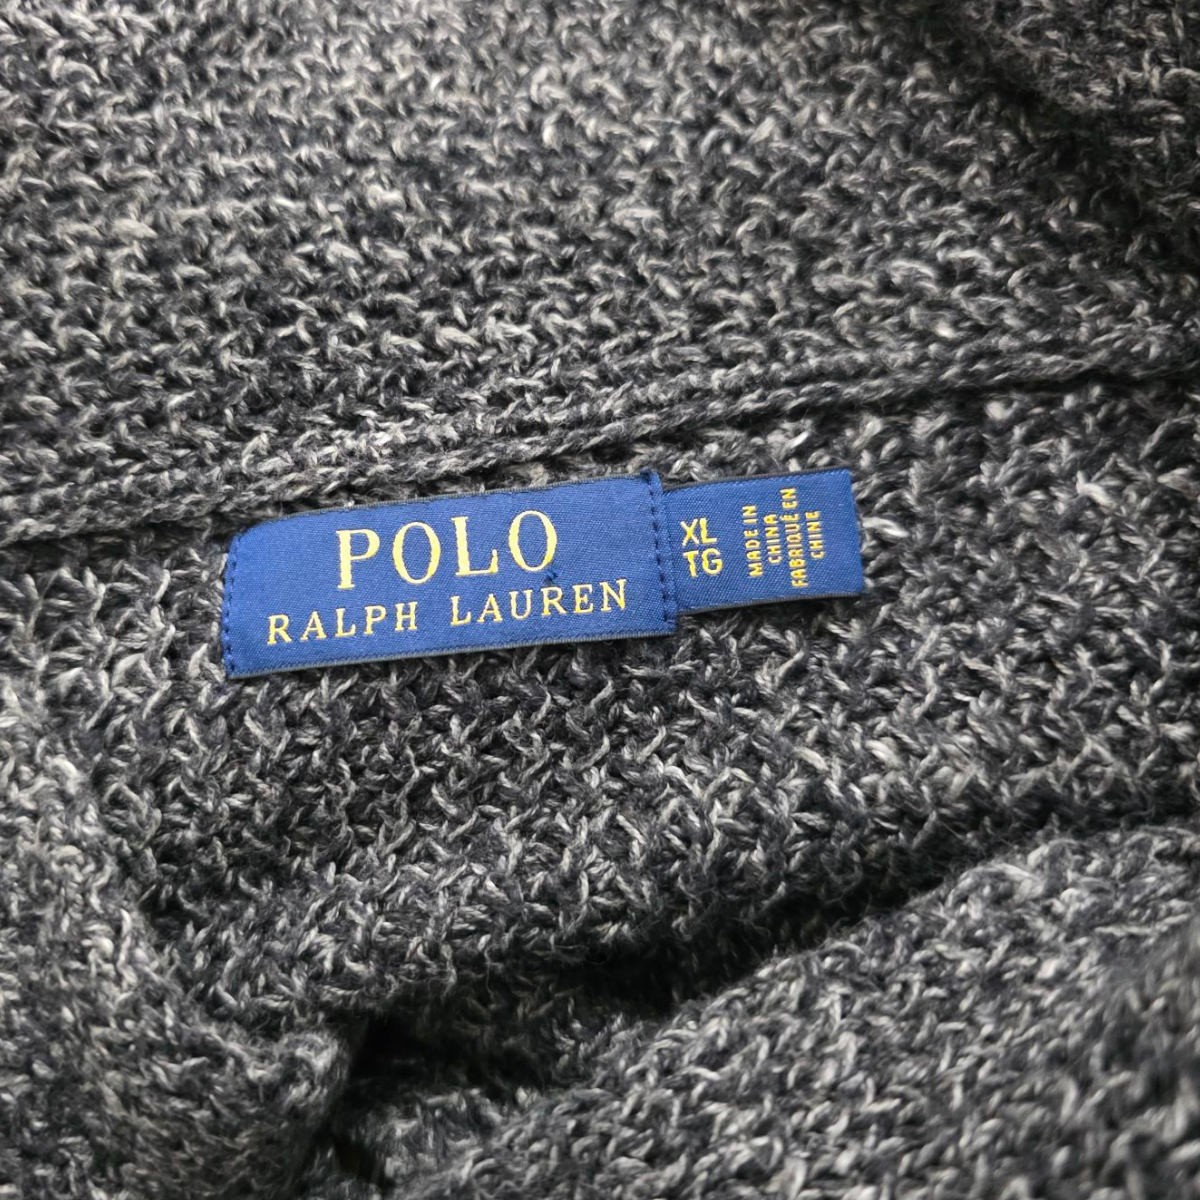 POLO
RALPH LAUREN
XL
TG
MADE IN
CHINA
FABRIQUÉ EN
CHINE